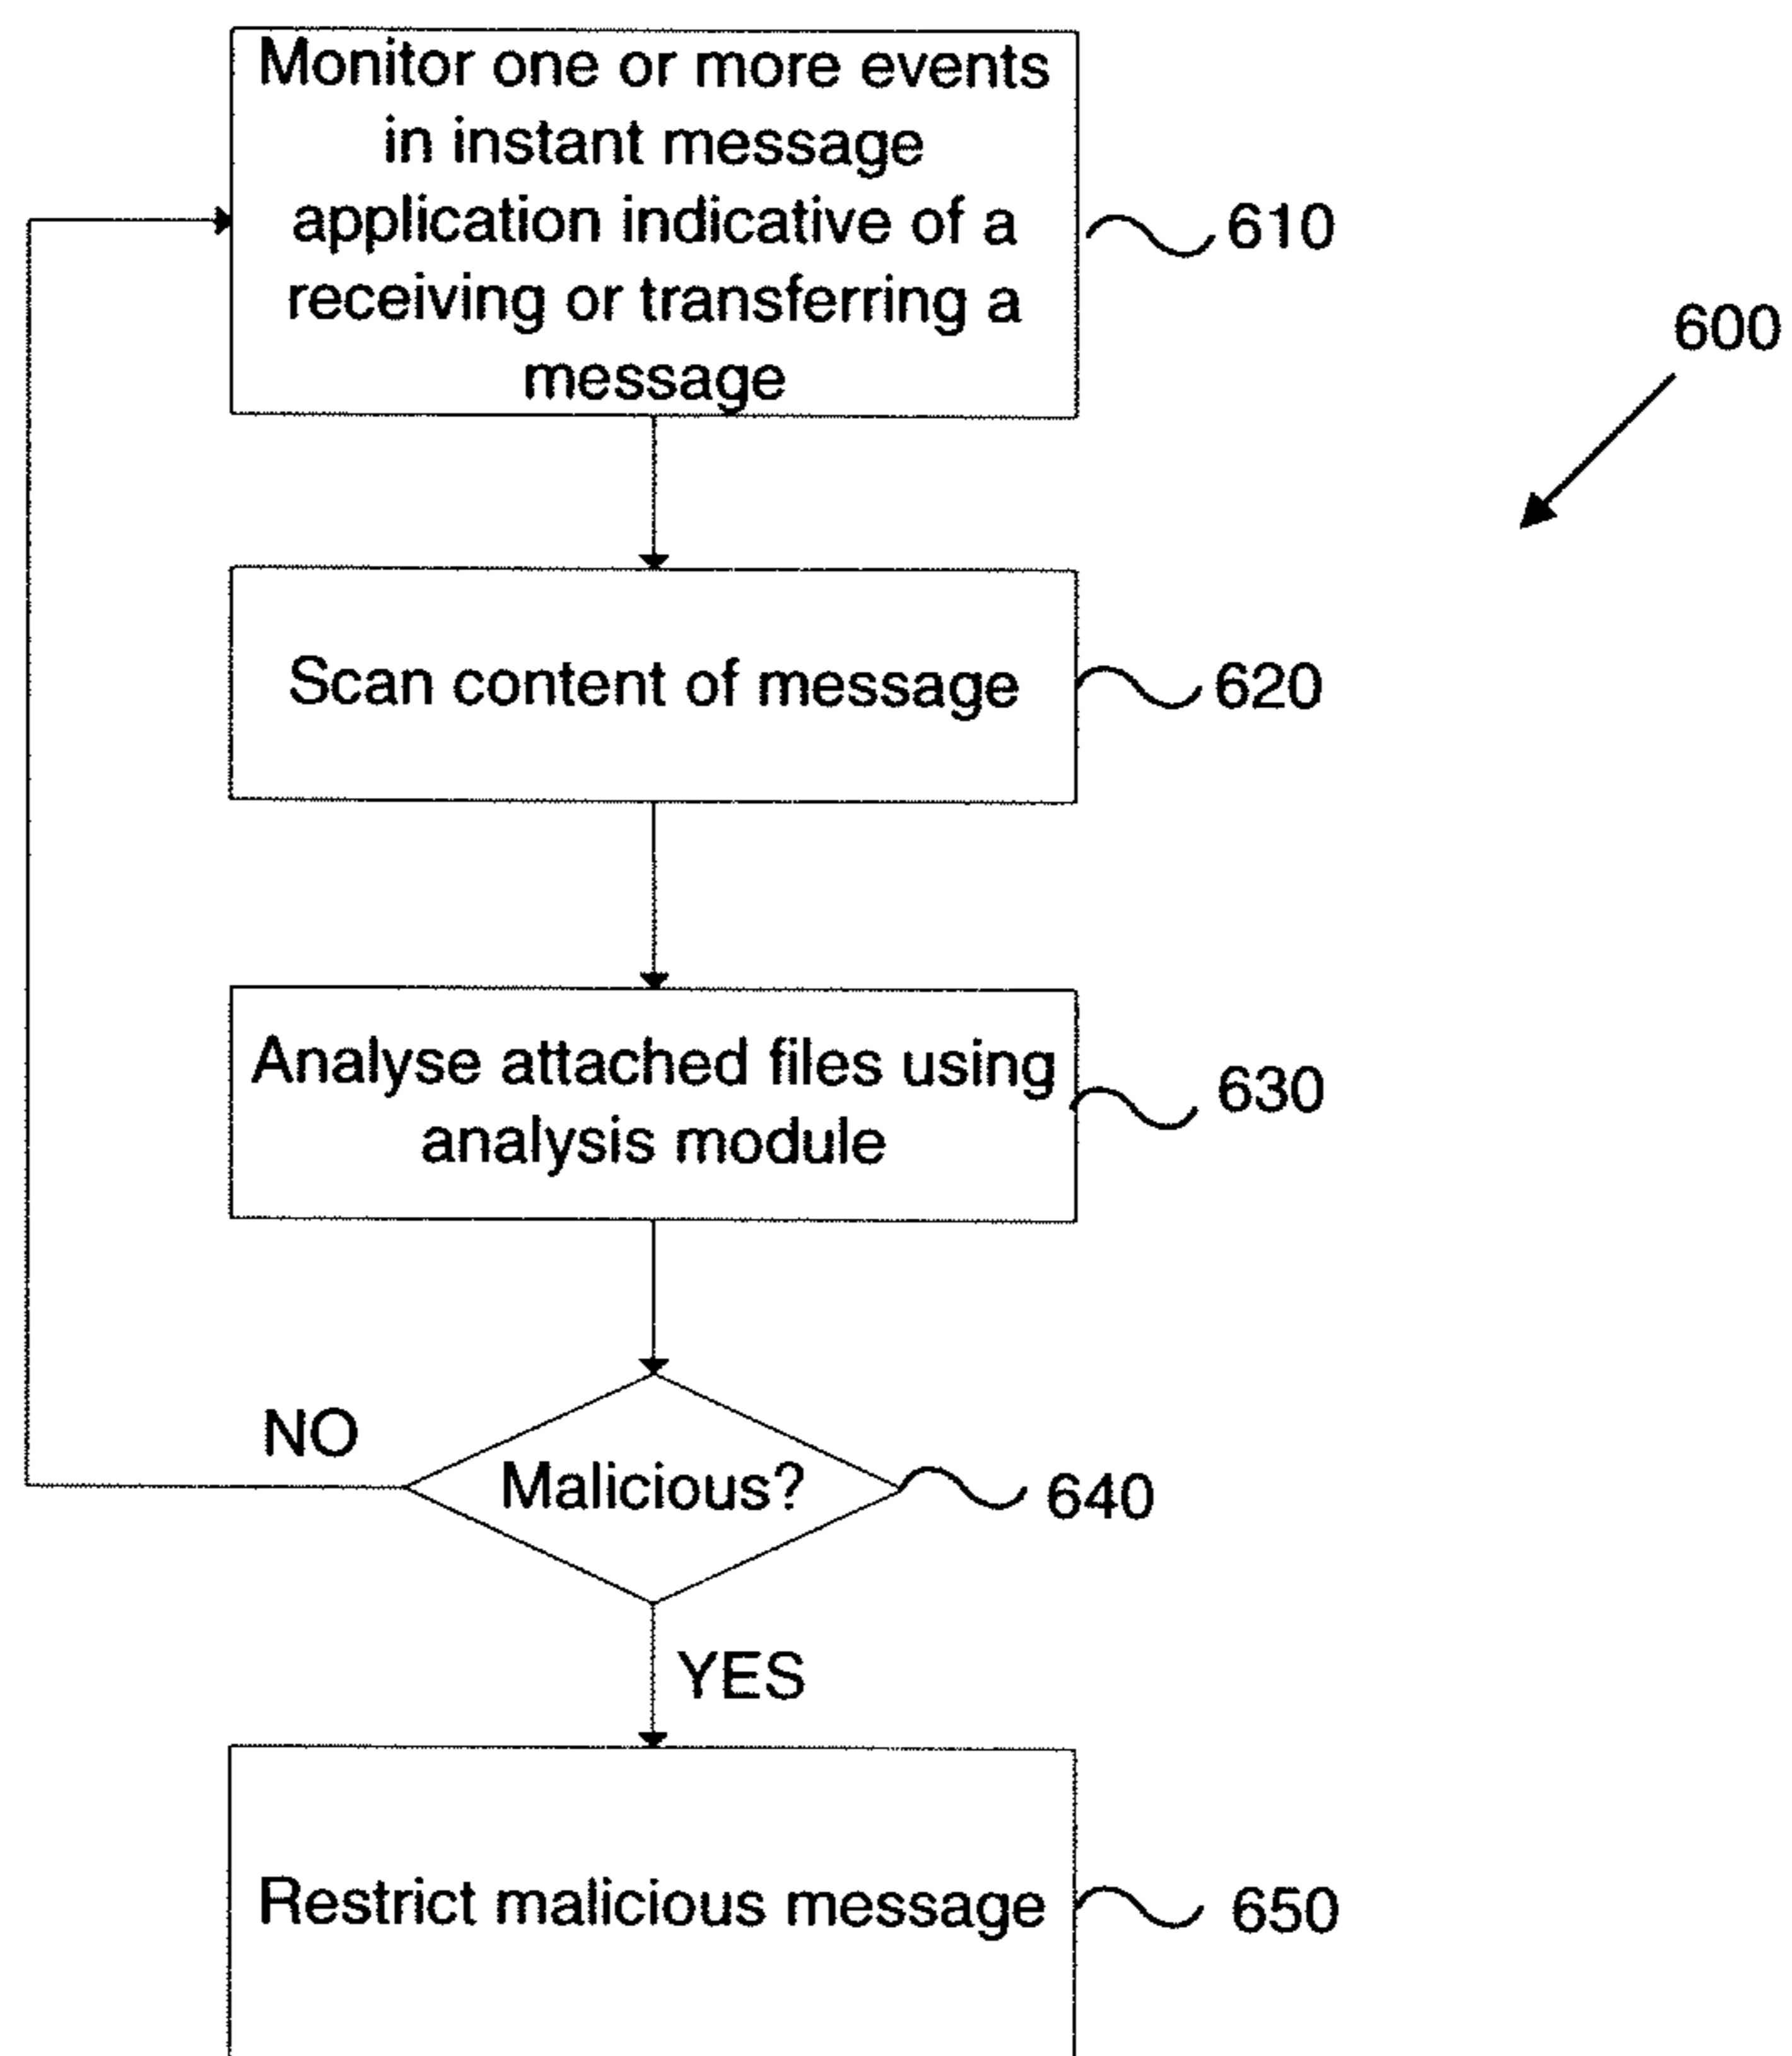 Monitor one or more events
in instant message
application indicative of a
receiving or transferring a
message
610
600
Scan content of message
620
Analyse attached files using
analysis module
630
NO
Malicious?
640
YES
Restrict malicious message
650